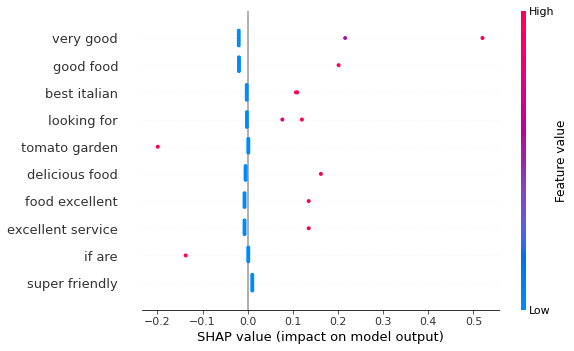 High
very good
good food
best italian
looking for
tomato garden
delicious food
food excellent
excellent service
if are
super friendly
Feature value
Low
−0.2 −0.1 0.0 0.1 0.2 0.3 0.4 0.5
SHAP value (impact on model output)